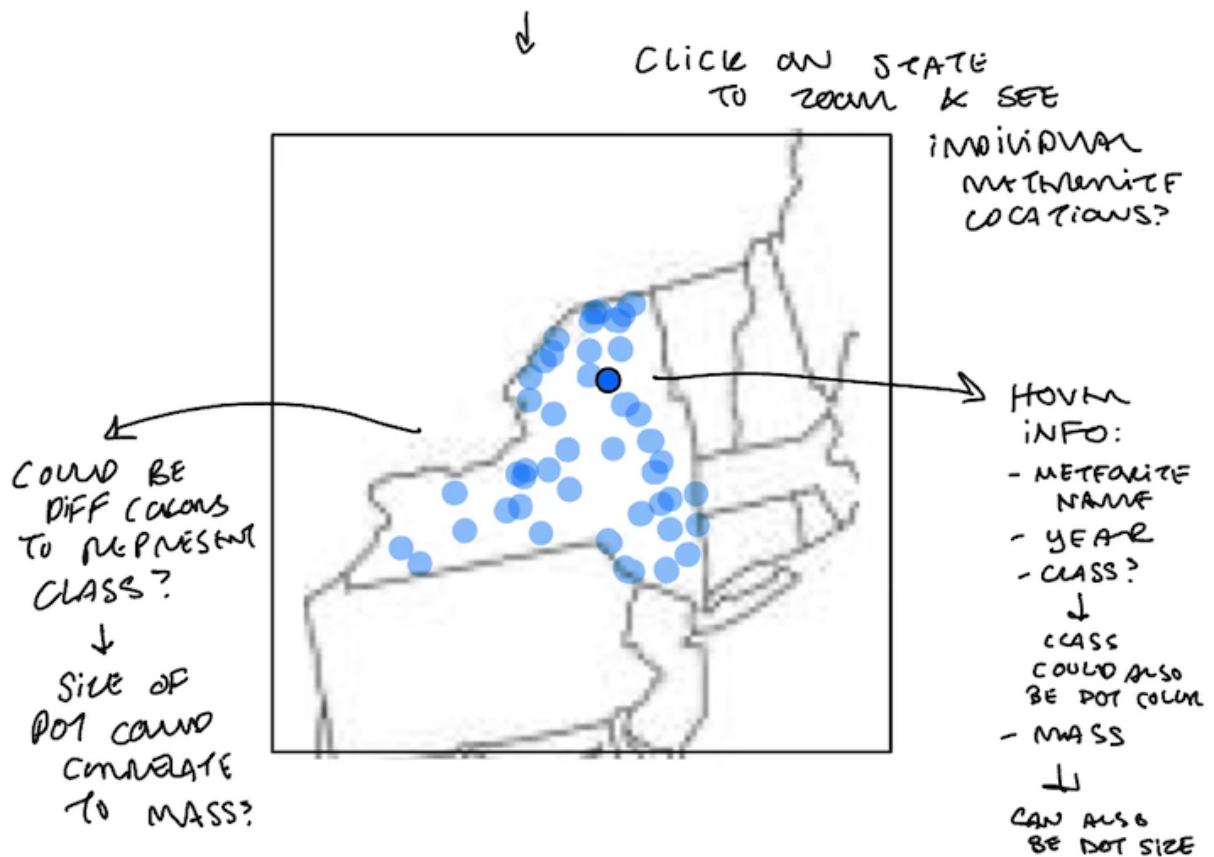 CLICK ON STATE
TO ZOOM & SEE
INDIVIDUAL
METEORITE
LOCATIONS?
HOVER
INFO:
- METEORITE
NAME
- YEAR
- CLASS?
CLASS
COULD ALSO
BE DOT COLOR
- MASS
CAN ALSO
BE DOT SIZE
COULD BE
DIFF COLORS
TO REPRESENT
CLASS?
SIZE OF
DOT COULD
CORRELATE
TO MASS?